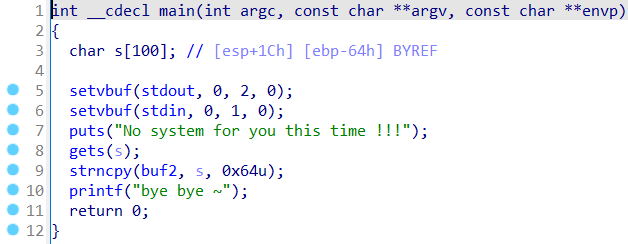 1 int __cdecl main(int argc, const char **argv, const char **envp)
2 {
3   char s[100]; // [esp+1Ch] [ebp-64h] BYREF
4
5   setvbuf(stdout, 0, 2, 0);
6   setvbuf(stdin, 0, 1, 0);
7   puts("No system for you this time !!!");
8   gets(s);
9   strncpy(buf2, s, 0x64u);
10   printf("bye bye ~");
11   return 0;
12 }